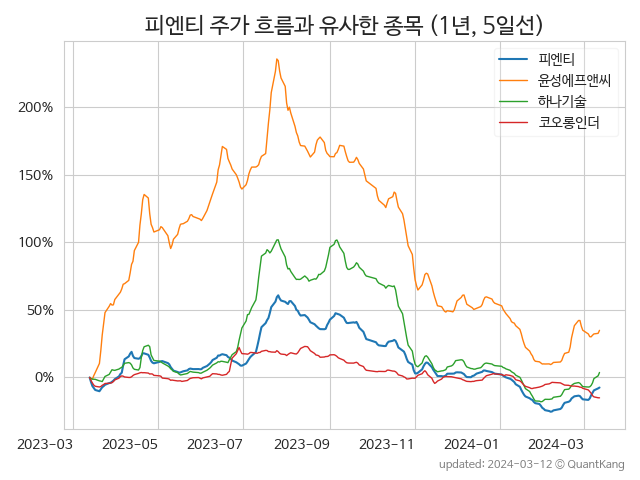 피엔티 주가 흐름과 유사한 종목 (1년, 5일선)
피엔티
윤성에프앤씨
하나기술
코오롱인더
200%
150%
100%
50%
0%
2023-03 2023-05 2023-07 2023-09 2023-11 2024-01 2024-03
updated: 2024-03-12 © QuantKang